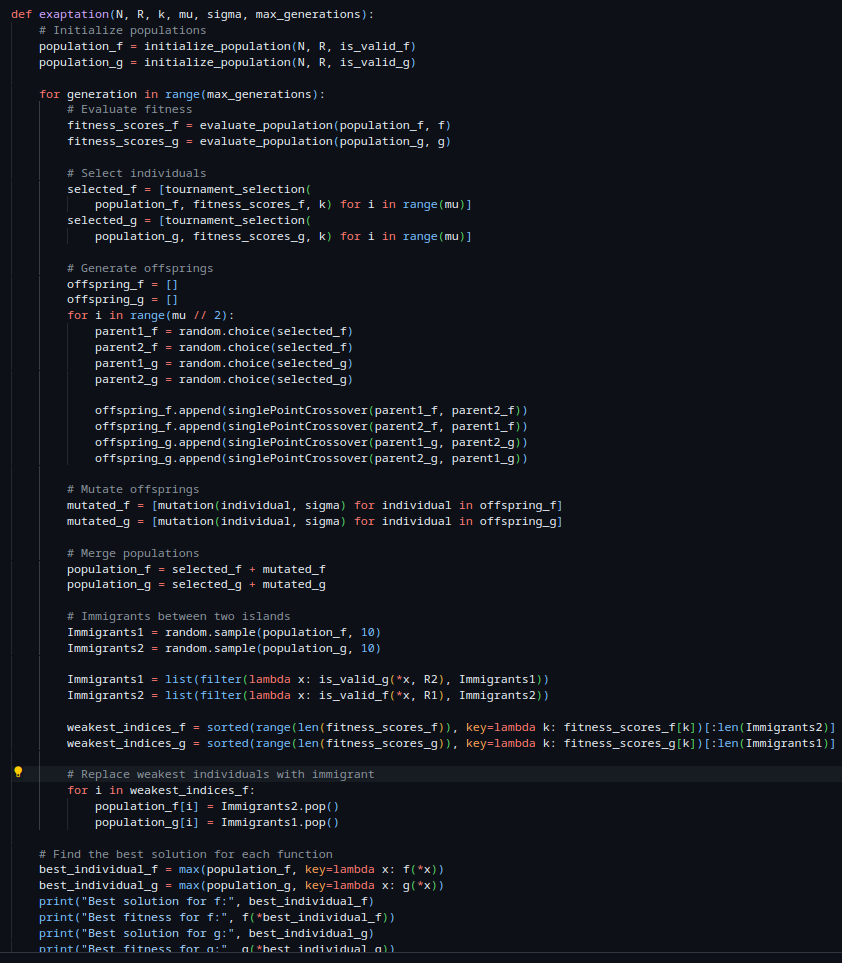 def exaptation(N, R, k, mu, sigma, max_generations):
    # Initialize populations
    population_f = initialize_population(N, R, is_valid_f)
    population_g = initialize_population(N, R, is_valid_g)

    for generation in range(max_generations):
        # Evaluate fitness
        fitness_scores_f = evaluate_population(population_f, f)
        fitness_scores_g = evaluate_population(population_g, g)

        # Select individuals
        selected_f = [tournament_selection(
            population_f, fitness_scores_f, k) for i in range(mu)]
        selected_g = [tournament_selection(
            population_g, fitness_scores_g, k) for i in range(mu)]

        # Generate offsprings
        offspring_f = []
        offspring_g = []
        for i in range(mu // 2):
            parent1_f = random.choice(selected_f)
            parent2_f = random.choice(selected_f)
            parent1_g = random.choice(selected_g)
            parent2_g = random.choice(selected_g)

            offspring_f.append(singlePointCrossover(parent1_f, parent2_f))
            offspring_f.append(singlePointCrossover(parent2_f, parent1_f))
            offspring_g.append(singlePointCrossover(parent1_g, parent2_g))
            offspring_g.append(singlePointCrossover(parent2_g, parent1_g))

        # Mutate offsprings
        mutated_f = [mutation(individual, sigma) for individual in offspring_f]
        mutated_g = [mutation(individual, sigma) for individual in offspring_g]

        # Merge populations
        population_f = selected_f + mutated_f
        population_g = selected_g + mutated_g

        # Immigrants between two islands
        Immigrants1 = random.sample(population_f, 10)
        Immigrants2 = random.sample(population_g, 10)

        Immigrants1 = list(filter(lambda x: is_valid_g(*x, R2), Immigrants1))
        Immigrants2 = list(filter(lambda x: is_valid_f(*x, R1), Immigrants2))

        weakest_indices_f = sorted(range(len(fitness_scores_f)), key=lambda k: fitness_scores_f[k])[:len(Immigrants2)]
        weakest_indices_g = sorted(range(len(fitness_scores_g)), key=lambda k: fitness_scores_g[k])[:len(Immigrants1)]

        # Replace weakest individuals with immigrant
        for i in weakest_indices_f:
            population_f[i] = Immigrants2.pop()
            population_g[i] = Immigrants1.pop()

    # Find the best solution for each function
    best_individual_f = max(population_f, key=lambda x: f(*x))
    best_individual_g = max(population_g, key=lambda x: g(*x))
    print("Best solution for f:", best_individual_f)
    print("Best fitness for f:", f(*best_individual_f))
    print("Best solution for g:", best_individual_g)
    print("Best fitness for g:", g(*best_individual_g))